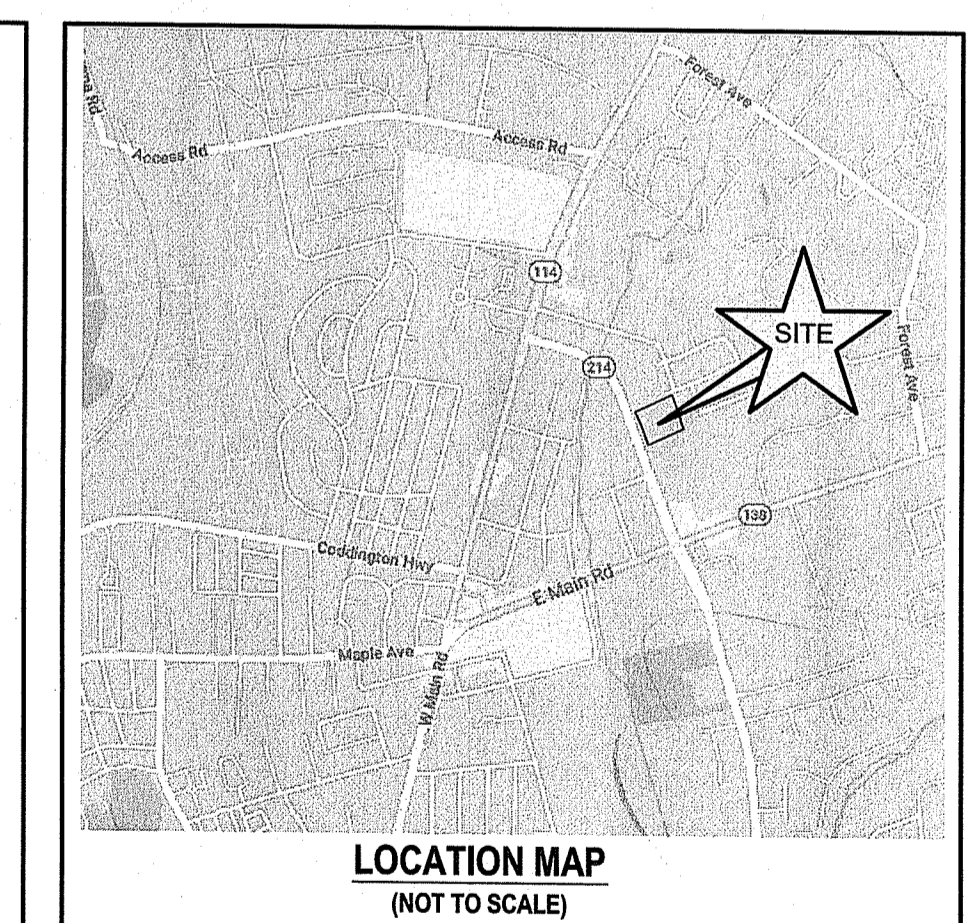 Forest Ave
Access Rd
Access Rd
114
SITE
214
Forest Ave
138
Coddington Hwy
E Main Rd
Maple Ave
W Main Rd
LOCATION MAP
(NOT TO SCALE)